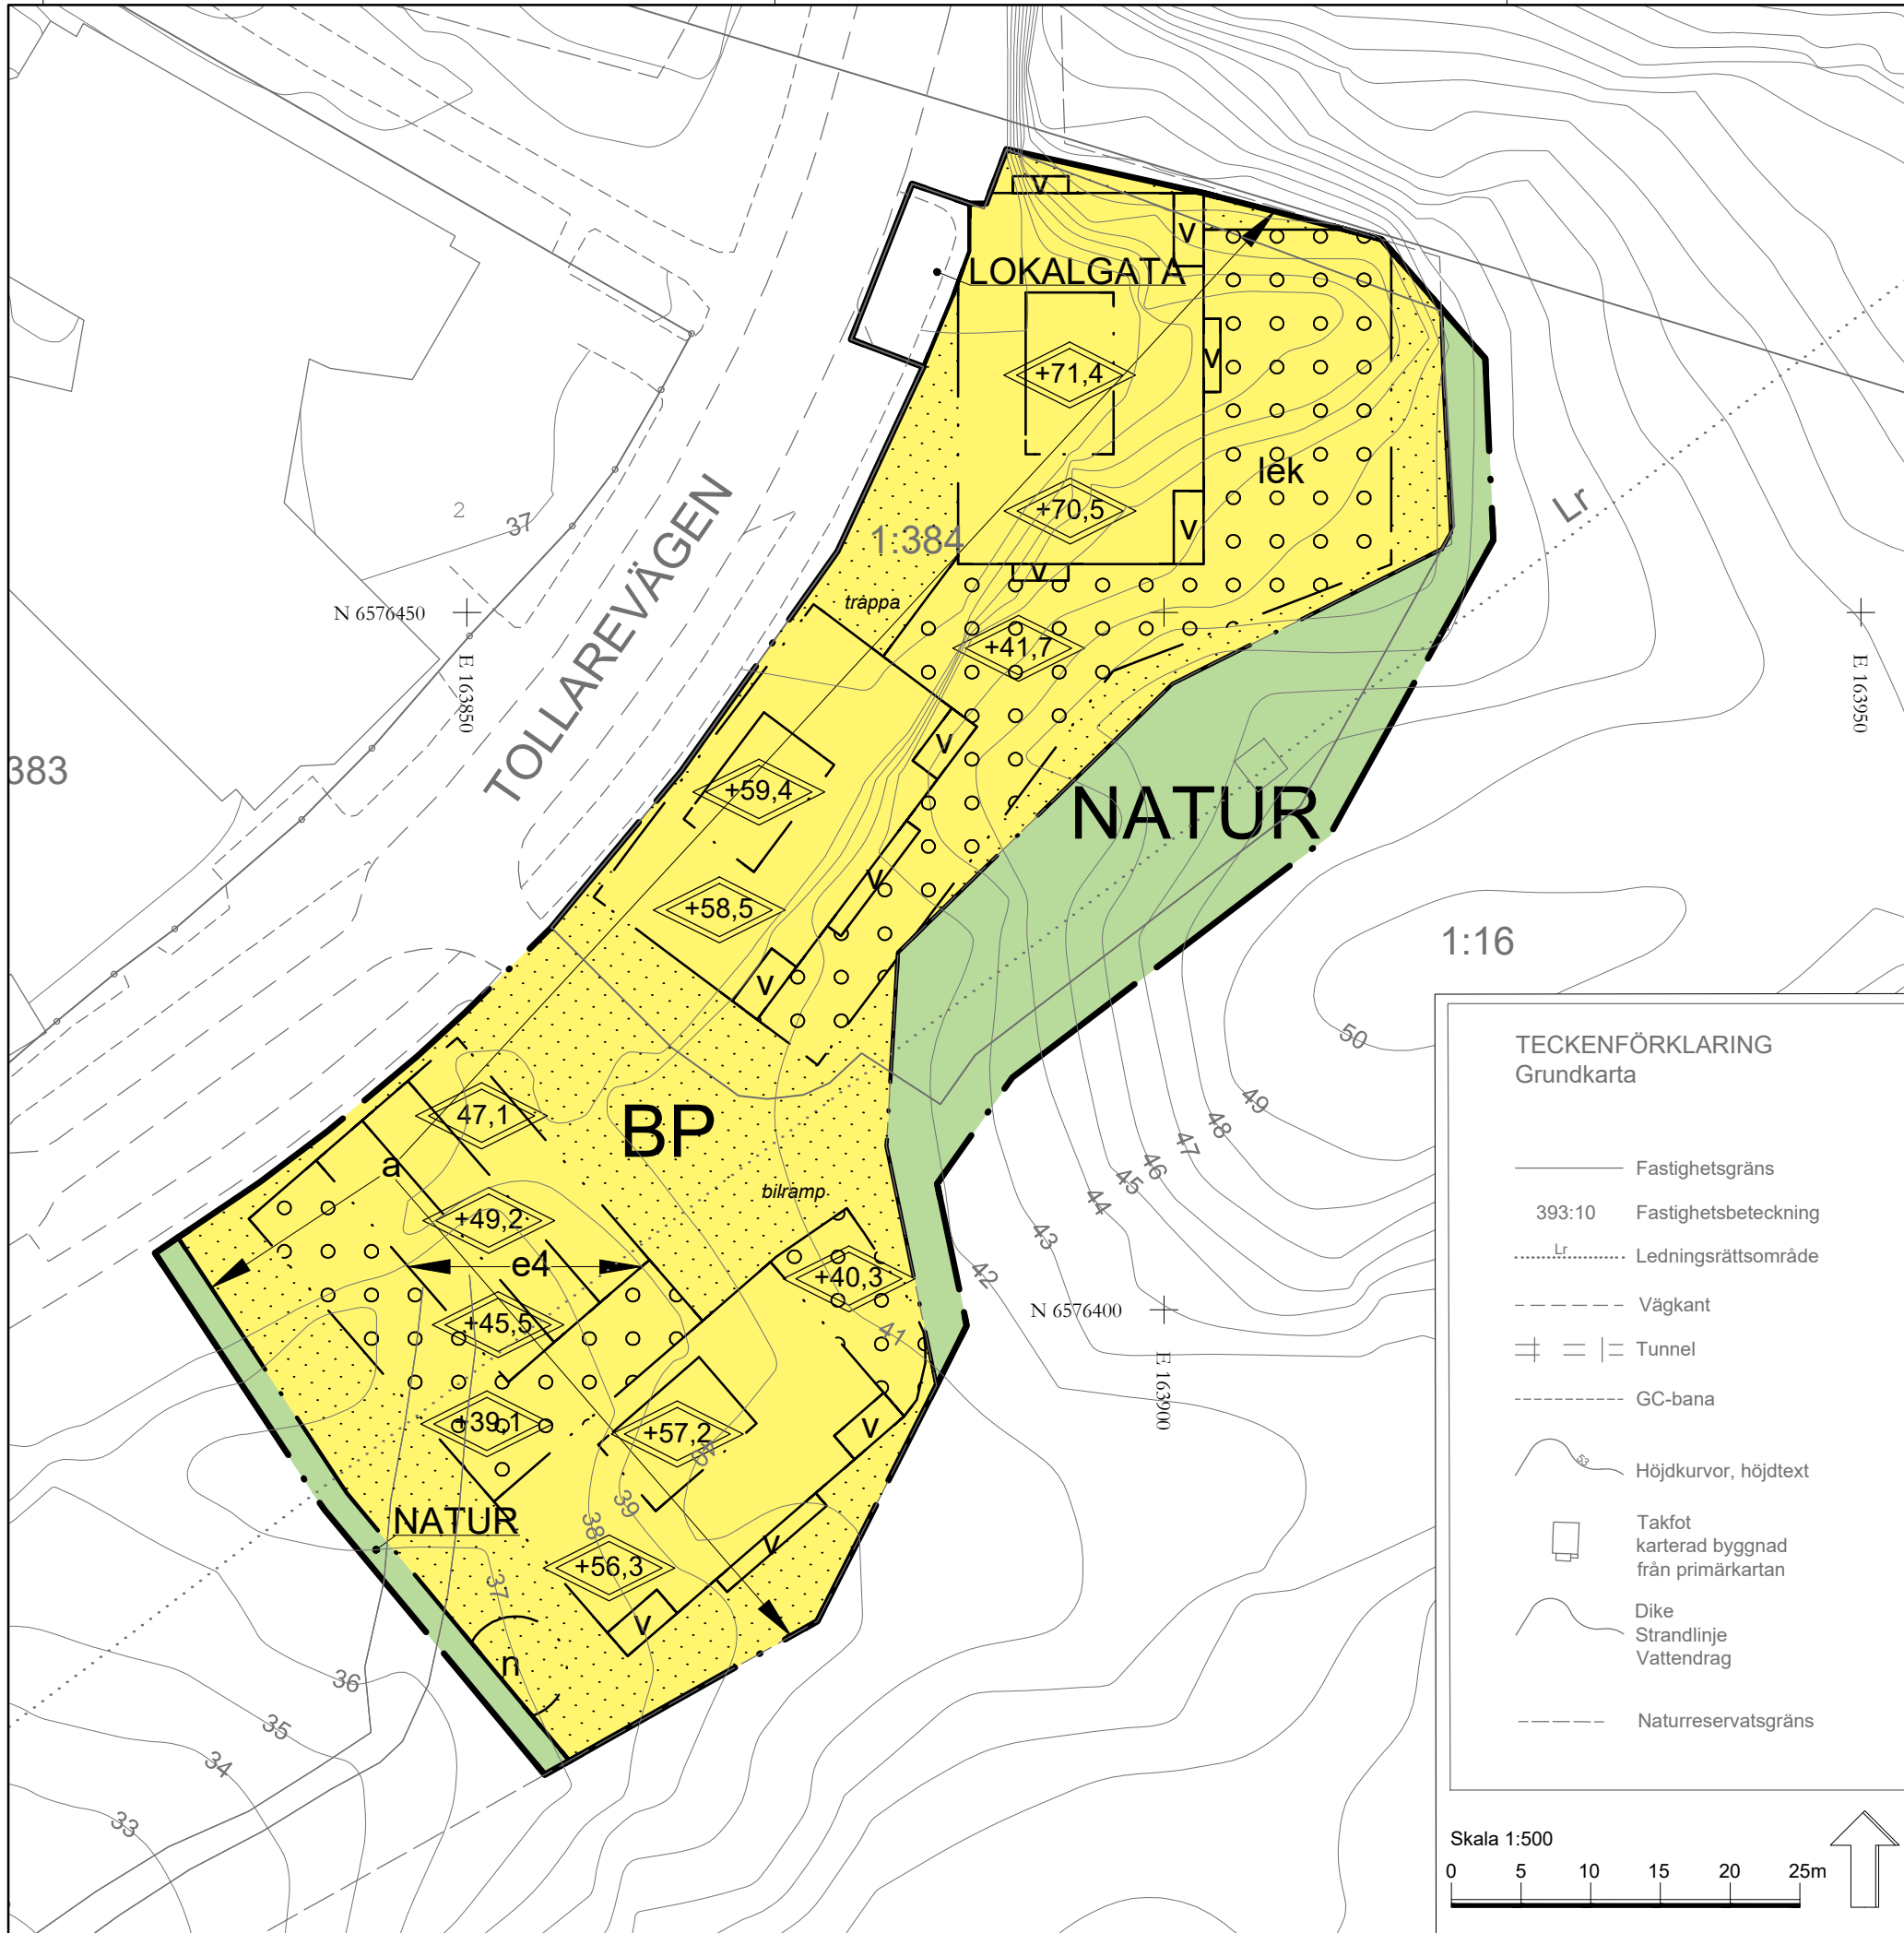 V
V
LOKALGATA
V
+71,4
lek
Lr
+70,5
V
2
37
1:384
V
TOLLAREVÄGEN
trappa
N 6576450
+41,7
E 163850
E 163950
V
383
+59,4
NATUR
V
+58,5
1:16
V
50
TECKENFÖRKLARING
Grundkarta
49
47,1
BP
48
47
46
a
Fastighetsgräns
45
bilramp
44
+49,2
393:10 Fastighetsbeteckning
43
e4
Lr Ledningsrättsområde
+40,3
42
N 6576400
Vägkant
+45,5
41
Tunnel
E 163900
GC-bana
+39,1
+57,2
V
53
Höjdkurvor, höjdtext
39
NATUR
38
V
Takfot
karterad byggnad
från primärkartan
+56,3
37
V
Dike
Strandlinje
Vattendrag
n
36
35
Naturreservatsgräns
34
33
Skala 1:500
0 5 10 15 20 25m